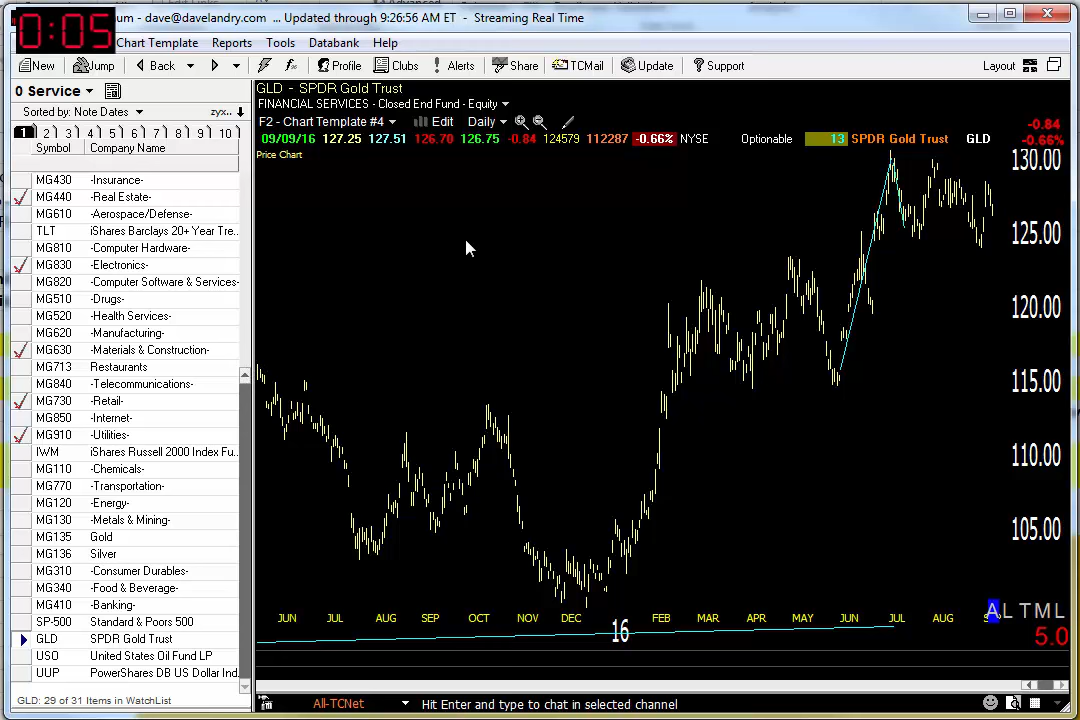 um - dave@davelandry.com ... Updated through 9:26:56 AM ET - Streaming Real Time
0:05
Chart Template Reports Tools Database Help
New Jump Back Profile Clubs Alerts Share TCMail Update Support Layout
0 Service
Sorted by: Note Dates zyx..
1 2 3 4 5 6 7 8 9 10
Symbol Company Name
MG430 -Insurance-
MG440 -Real Estate-
MG610 -Aerospace/Defense-
TLT iShares Barclays 20+ Year Tre..
MG810 -Computer Hardware-
MG830 -Electronics-
MG820 -Computer Software & Services-
MG510 -Drugs-
MG520 -Health Services-
MG620 -Manufacturing-
MG630 -Materials & Construction-
MG713 Restaurants
MG840 -Telecommunications-
MG730 -Retail-
MG850 -Internet-
MG910 -Utilities-
IWM iShares Russell 2000 Index Fu..
MG110 -Chemicals-
MG770 -Transportation-
MG120 -Energy-
MG130 -Metals & Mining-
MG135 Gold
MG136 Silver
MG310 -Consumer Durables-
MG340 -Food & Beverage-
MG410 -Banking-
SP-500 Standard & Poors 500
GLD SPDR Gold Trust
USO United States Oil Fund LP
UUP PowerShares DB US Dollar Ind..
GLD: 29 of 31 Items in WatchList
GLD - SPDR Gold Trust
FINANCIAL SERVICES - Closed End Fund - Equity
F2 - Chart Template #4 Edit Daily
09/09/16 127.25 127.51 126.70 126.75 -0.84 124579 112287 -0.66% NYSE Optionable 13 SPDR Gold Trust GLD
-0.84
-0.66%
Price Chart
130.00
125.00
120.00
115.00
110.00
105.00
JUN JUL AUG SEP OCT NOV DEC 16 FEB MAR APR MAY JUN JUL AUG
A L T M L
5.0
All-TCNet Hit Enter and type to chat in selected channel